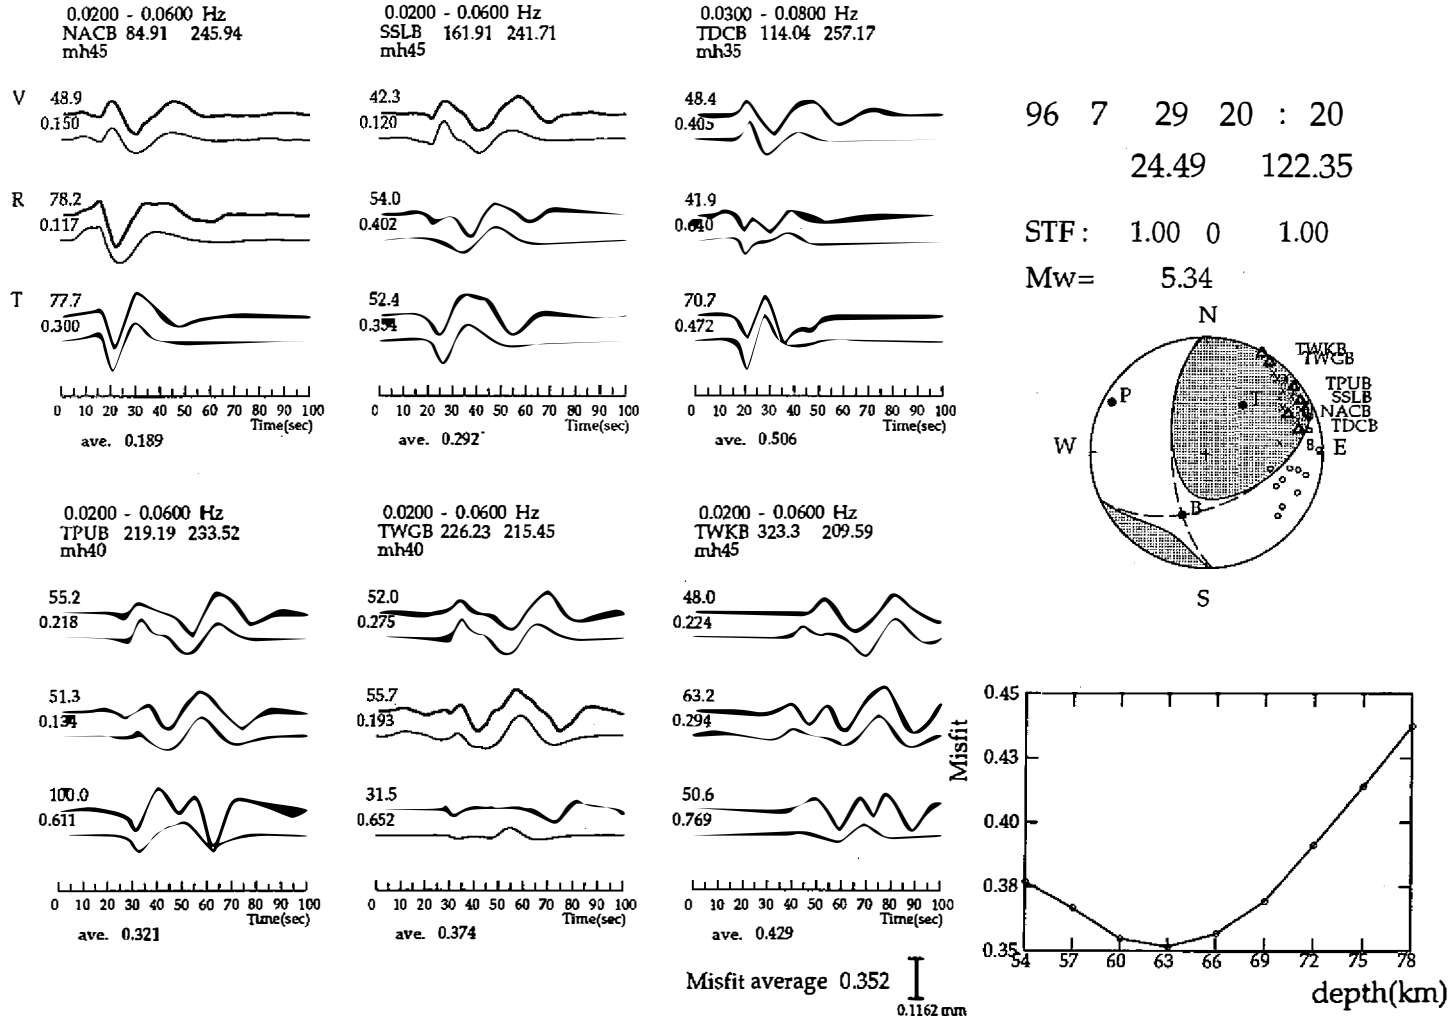 0.0200 - 0.0600 Hz
NACB 84.91 245.94
mh45
V
48.9
0.150
R
78.2
0.117
T
77.7
0.300
0 10 20 30 40 50 60 70 80 90 100
Time(sec)
ave. 0.189
0.0200 - 0.0600 Hz
SSLB 161.91 241.71
mh45
42.3
0.120
54.0
0.402
52.4
0.354
0 10 20 30 40 50 60 70 80 90 100
Time(sec)
ave. 0.292
0.0300 - 0.0800 Hz
TDCB 114.04 257.17
mh35
48.4
0.405
41.9
70.7
0.472
0 10 20 30 40 50 60 70 80 90 100
Time(sec)
ave. 0.506
96 7 29 20 : 20
24.49 122.35
STF: 1.00 0 1.00
Mw= 5.34
N
TWKB
TWGB
TPUB
SSLB
NACB
TDCB
P
T
W
E
B
S
0.0200 - 0.0600 Hz
TPUB 219.19 233.52
mh40
55.2
0.218
51.3
0.134
100.0
0.611
0 10 20 30 40 50 60 70 80 90 100
Time(sec)
ave. 0.321
0.0200 - 0.0600 Hz
TWGB 226.23 215.45
mh40
52.0
0.275
55.7
0.193
31.5
0.652
0 10 20 30 40 50 60 70 80 90 100
Time(sec)
ave. 0.374
0.0200 - 0.0600 Hz
TWKB 323.3 209.59
mh45
48.0
0.224
63.2
0.294
50.6
0.769
0 10 20 30 40 50 60 70 80 90 100
Time(sec)
ave. 0.429
Misfit average 0.352
0.1162 mm
Misfit
0.45
0.43
0.40
0.38
0.35
54 57 60 63 66 69 72 75 78
depth(km)